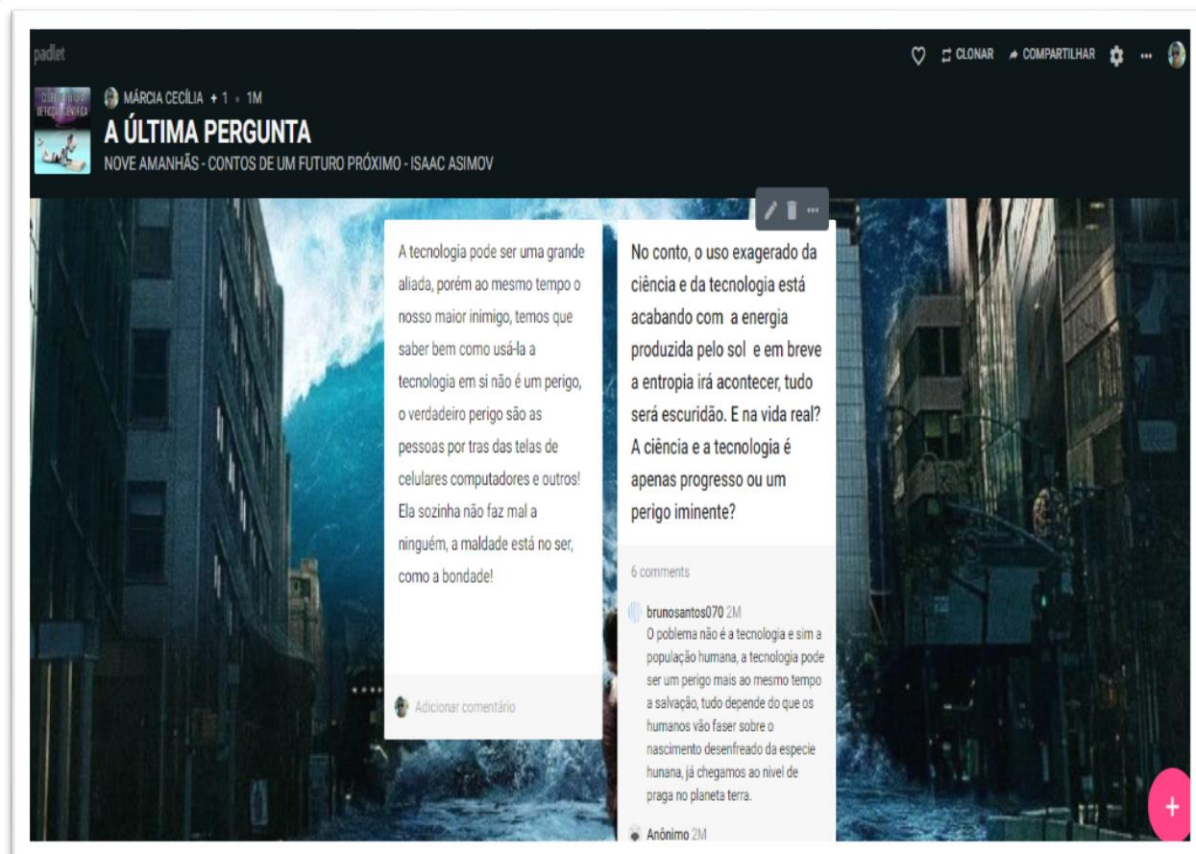 padlet
CLONAR
COMPARTILHAR
MÁRCIA CECÍLIA + 1 • 1M
A ÚLTIMA PERGUNTA
NOVE AMANHÃS - CONTOS DE UM FUTURO PRÓXIMO - ISAAC ASIMOV
A tecnologia pode ser uma grande
aliada, porém ao mesmo tempo o
nosso maior inimigo, temos que
saber bem como usá-la a
tecnologia em si não é um perigo,
o verdadeiro perigo são as
pessoas por tras das telas de
celulares computadores e outros!
Ela sozinha não faz mal a
ninguém, a maldade está no ser,
como a bondade!
Adicionar comentário
No conto, o uso exagerado da
ciência e da tecnologia está
acabando com a energia
produzida pelo sol e em breve
a entropia irá acontecer, tudo
será escuridão. E na vida real?
A ciência e a tecnologia é
apenas progresso ou um
perigo iminente?
6 comments
brunosantos070 2M
O poblema não é a tecnologia e sim a
população humana, a tecnologia pode
ser um perigo mais ao mesmo tempo
a salvação, tudo depende do que os
humanos vão faser sobre o
nascimento desenfreado da especie
hunana, já chegamos ao nivel de
praga no planeta terra.
Anônimo 2M